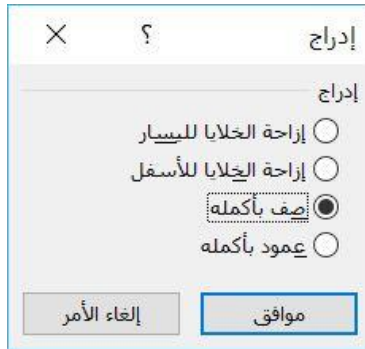 إدراج ؟
إدراج
إزاحة الخلايا لليسار
إزاحة الخلايا للأسفل
صف بأكمله
عمود بأكمله
موافق إلغاء الأمر